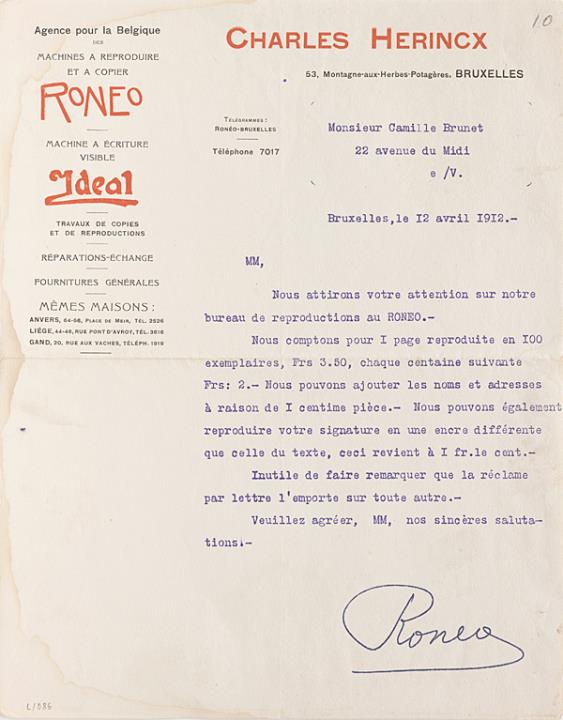 10
Agence pour la Belgique
DES
MACHINES A REPRODUIRE
ET A COPIER
RONEO
MACHINE A ÉCRITURE
VISIBLE
Ideal
TRAVAUX DE COPIES
ET DE REPRODUCTIONS
RÉPARATIONS-ÉCHANGE
FOURNITURES GÉNÉRALES
MÊMES MAISONS :
ANVERS, 64-66, PLACE DE MEIR, TÉL. 2526
LIÉGE, 44-46, RUE PONT D'AVROY, TÉL. 3616
GAND, 20, RUE AUX VACHES, TÉLÉPH. 1919
CHARLES HERINCX
53, Montagne-aux-Herbes-Potagères, BRUXELLES
TÉLÉGRAMMES :
RONÉO-BRUXELLES
Téléphone 7017
Monsieur Camille Brunet
22 avenue du Midi
e /V.
Bruxelles,le I2 avril I9I2.-
MM,
Nous attirons votre attention sur notre
bureau de reproductions au RONEO.-
Nous comptons pour I page reproduite en I00
exemplaires, Frs 3.50, chaque centaine suivante
Frs: 2.- Nous pouvons ajouter les noms et adresses
à raison de I centime pièce.- Nous pouvons également
reproduire votre signature en une encre différente
que celle du texte, ceci revient à I fr.le cent.-
Inutile de faire remarquer que la réclame
par lettre l'emporte sur toute autre.-
Veuillez agréer, MM, nos sincères saluta-
tions.-
Roneo
L/086